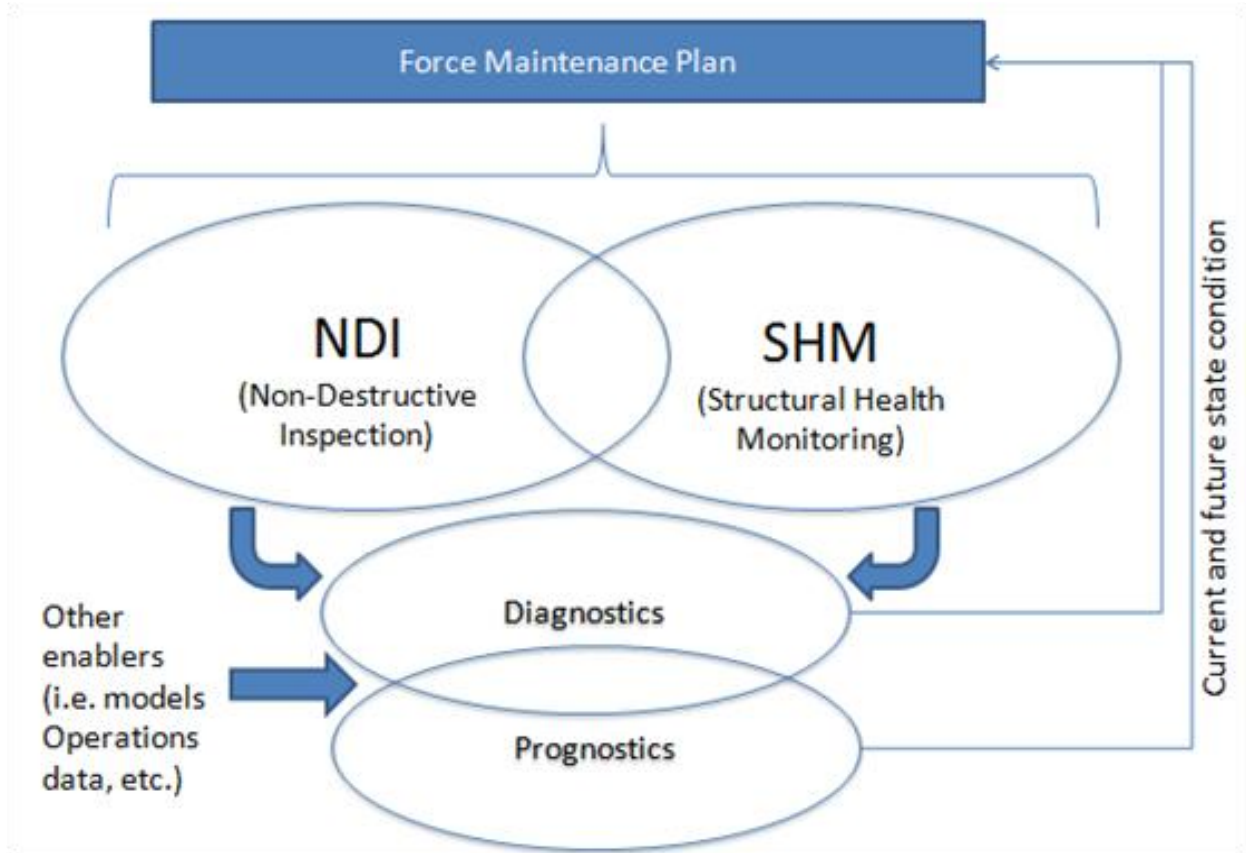 Force Maintenance Plan
NDI
(Non-Destructive
Inspection)
SHM
(Structural Health
Monitoring)
Diagnostics
Other
enablers
(i.e. models
Operations
data, etc.)
Prognostics
Current and future state condition